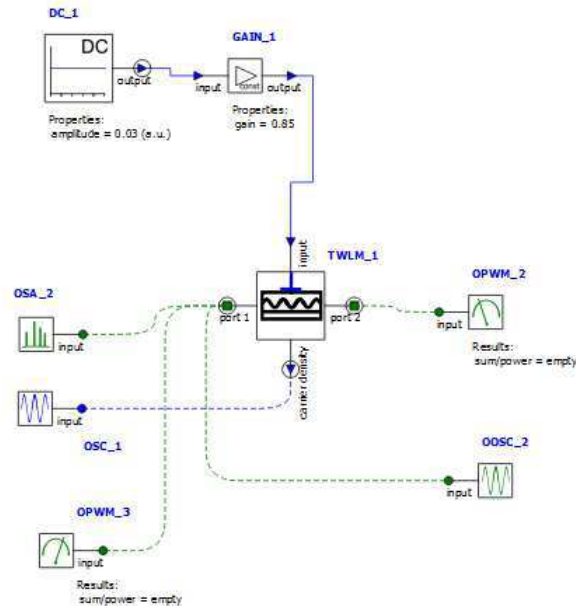 DC_1
DC
output
Properties:
amplitude = 0.03 (a.u.)
GAIN_1
input
const
output
Properties:
gain = 0.85
input
TWLM_1
port 1
port 2
carrier density
OPWM_2
input
Results:
sum/power = empty
OSA_2
input
input
OSC_1
OOSC_2
input
OPWM_3
input
Results:
sum/power = empty